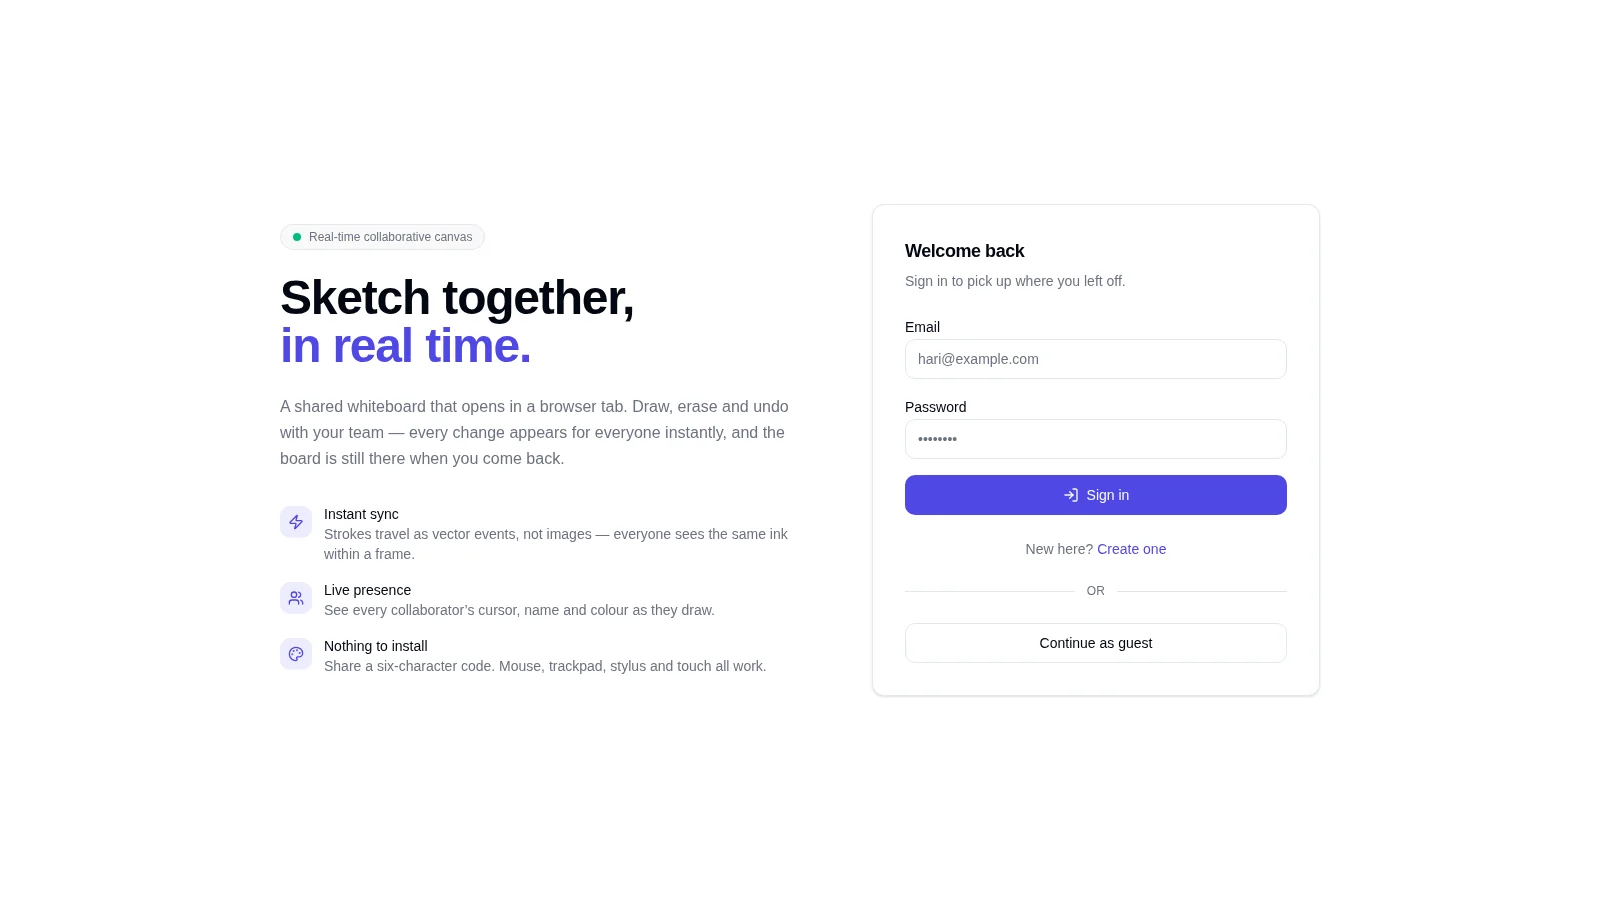 Real-time collaborative canvas
Sketch together,
in real time.
A shared whiteboard that opens in a browser tab. Draw, erase and undo
with your team — every change appears for everyone instantly, and the
board is still there when you come back.
Instant sync
Strokes travel as vector events, not images — everyone sees the same ink
within a frame.
Live presence
See every collaborator’s cursor, name and colour as they draw.
Nothing to install
Share a six-character code. Mouse, trackpad, stylus and touch all work.
Welcome back
Sign in to pick up where you left off.
Email
hari@example.com
Password
••••••••
Sign in
New here? Create one
OR
Continue as guest